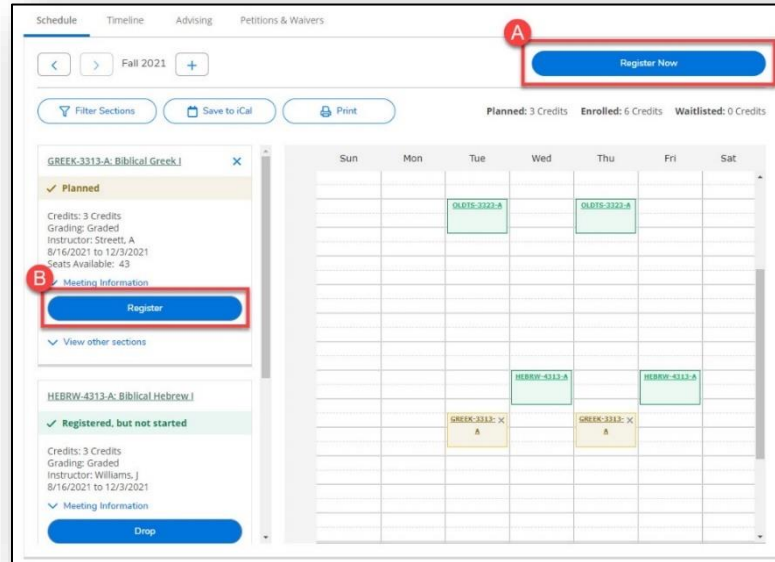 Schedule Timeline Advising Petitions & Waivers
A
Fall 2021
Register Now
Filter Sections Save to iCal Print Planned: 3 Credits Enrolled: 6 Credits Waitlisted: 0 Credits
GREEK-3313-A: Biblical Greek I
Planned
Credits: 3 Credits
Grading: Graded
Instructor: Streett, A
8/16/2021 to 12/3/2021
Seats Available: 43
B
Meeting Information
Register
View other sections
HEBRW-4313-A: Biblical Hebrew I
Registered, but not started
Credits: 3 Credits
Grading: Graded
Instructor: Williams, J
8/16/2021 to 12/3/2021
Meeting Information
Drop
Sun Mon Tue Wed Thu Fri Sat
OLDTS-3323-A OLDTS-3323-A
HEBRW-4313-A HEBRW-4313-A
GREEK-3313- GREEK-3313-
A A